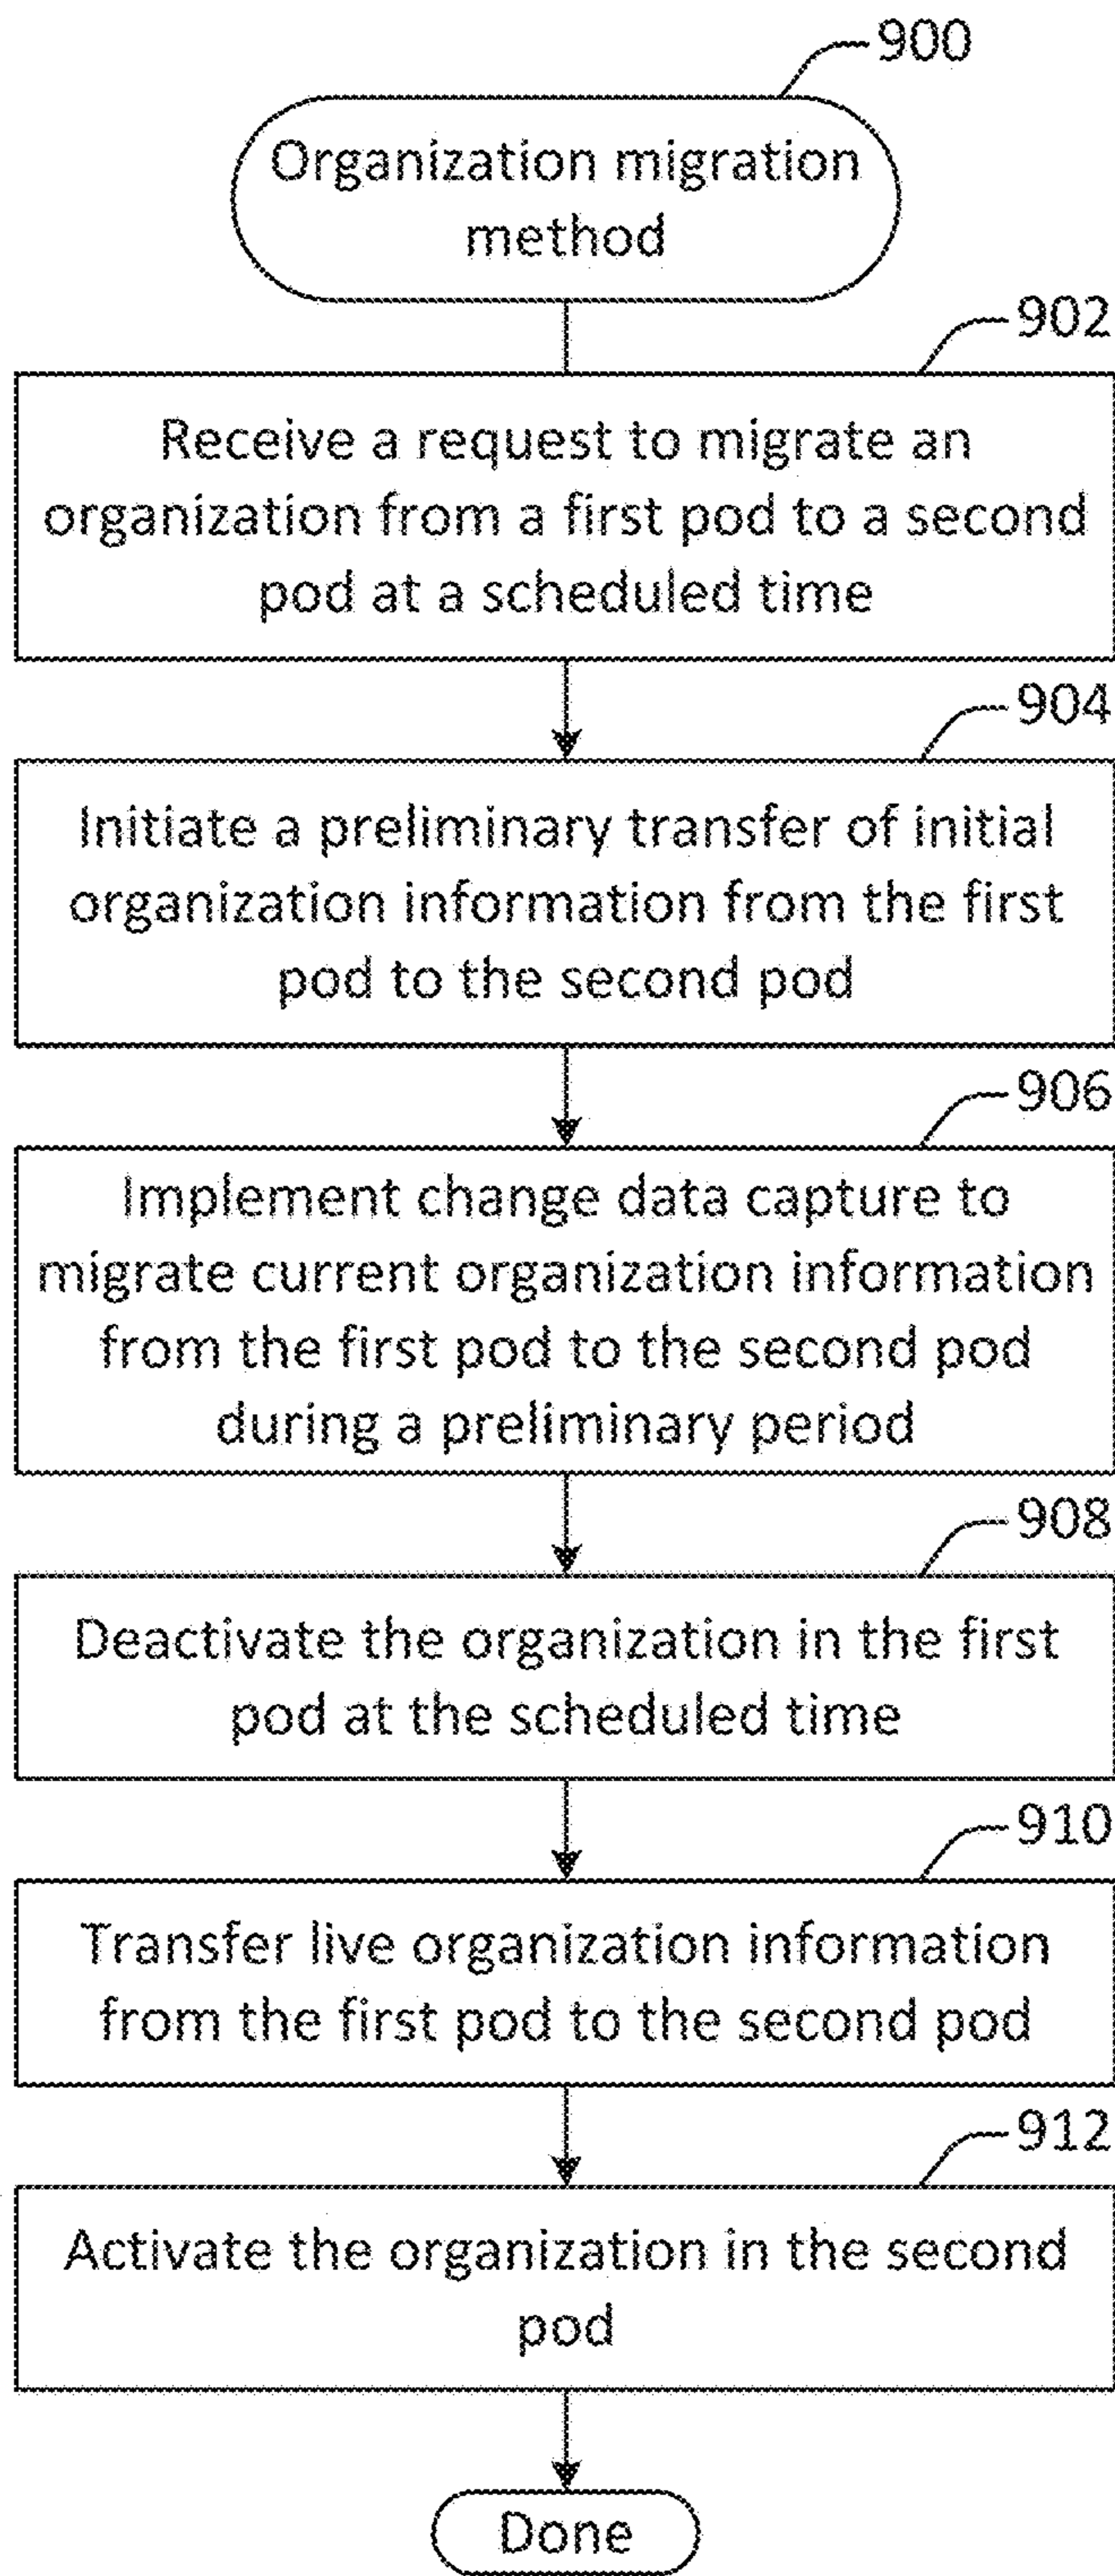 900
Organization migration
method
902
Receive a request to migrate an
organization from a first pod to a second
pod at a scheduled time
904
Initiate a preliminary transfer of initial
organization information from the first
pod to the second pod
906
Implement change data capture to
migrate current organization information
from the first pod to the second pod
during a preliminary period
908
Deactivate the organization in the first
pod at the scheduled time
910
Transfer live organization information
from the first pod to the second pod
912
Activate the organization in the second
pod
Done